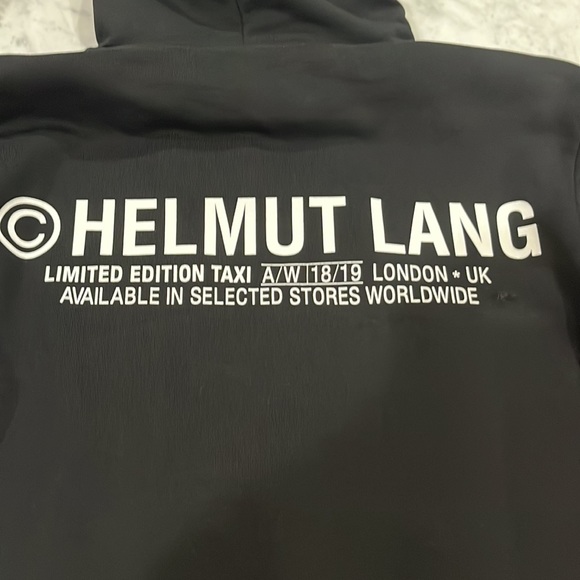 © HELMUT LANG
LIMITED EDITION TAXI A/W 18/19 LONDON * UK
AVAILABLE IN SELECTED STORES WORLDWIDE